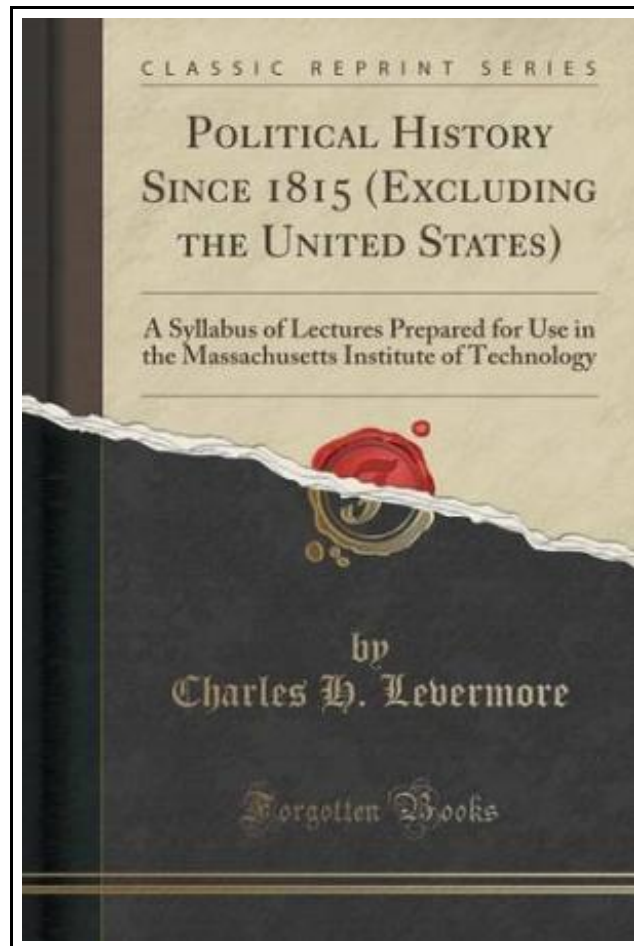 CLASSIC REPRINT SERIES
POLITICAL HISTORY
SINCE 1815 (EXCLUDING
THE UNITED STATES)
A Syllabus of Lectures Prepared for Use in
the Massachusetts Institute of Technology
by
Charles H. Levermore
Forgotten Books